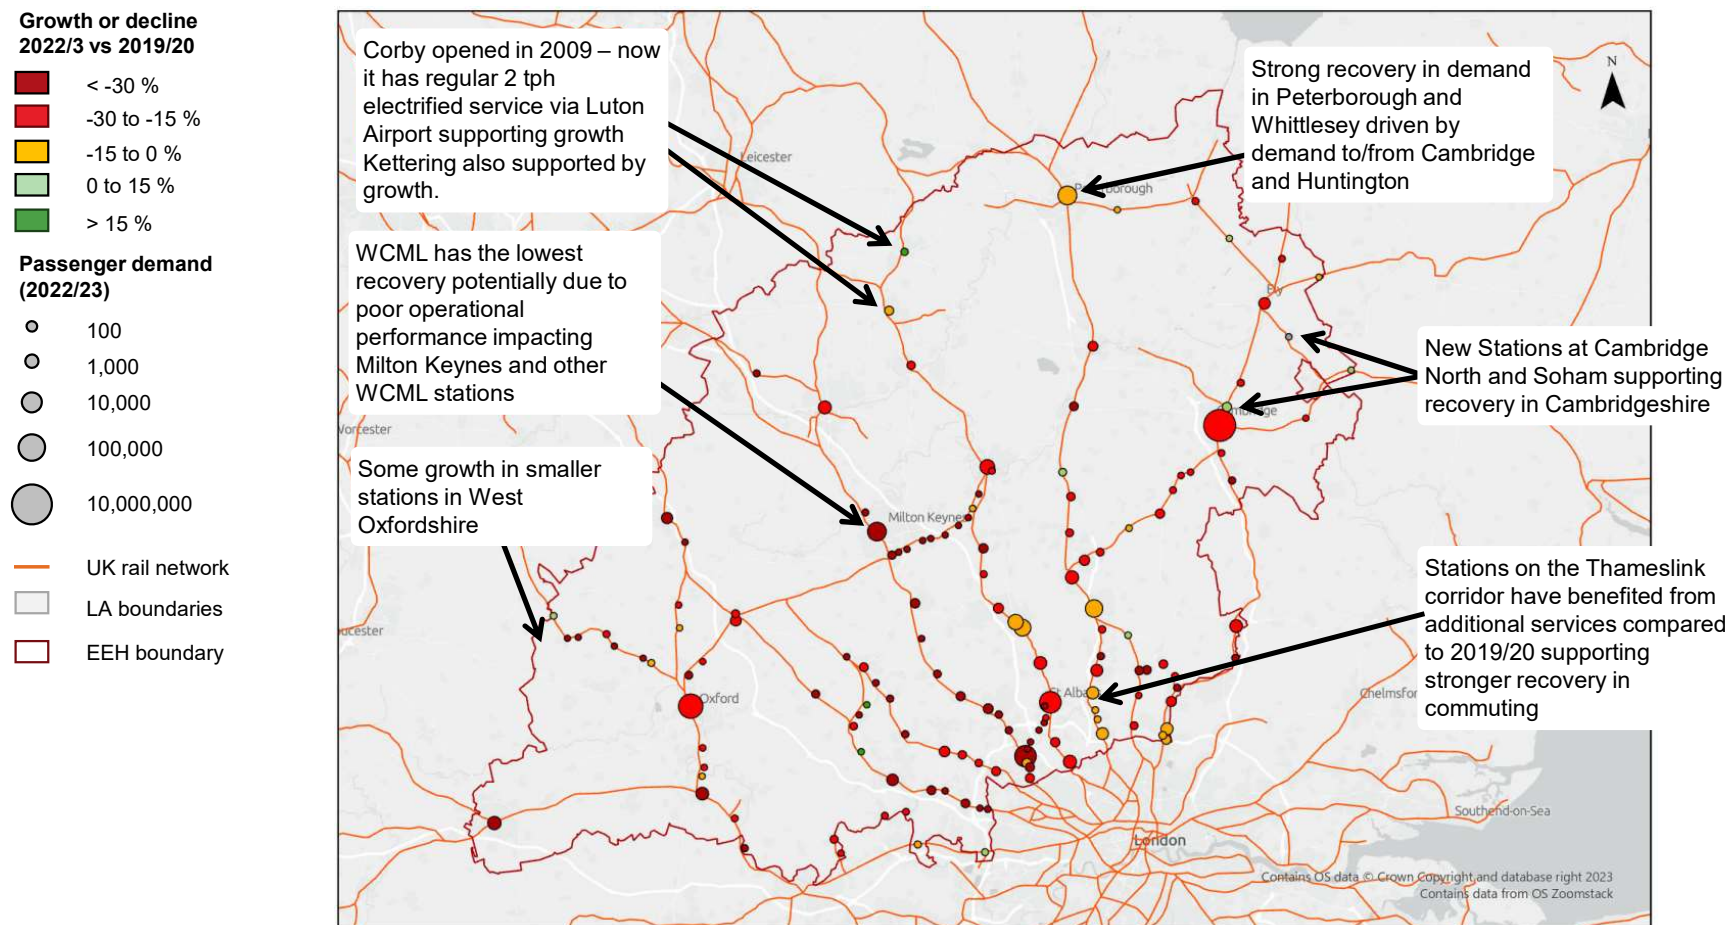 Growth or decline
2022/3 vs 2019/20
< -30 %
-30 to -15 %
-15 to 0 %
0 to 15 %
> 15 %
Passenger demand
(2022/23)
100
1,000
10,000
100,000
10,000,000
UK rail network
LA boundaries
EEH boundary
Corby opened in 2009 – now
it has regular 2 tph
electrified service via Luton
Airport supporting growth
Kettering also supported by
growth.
WCML has the lowest
recovery potentially due to
poor operational
performance impacting
Milton Keynes and other
WCML stations
Some growth in smaller
stations in West
Oxfordshire
Strong recovery in demand
in Peterborough and
Whittlesey driven by
demand to/from Cambridge
and Huntington
New Stations at Cambridge
North and Soham supporting
recovery in Cambridgeshire
Stations on the Thameslink
corridor have benefited from
additional services compared
to 2019/20 supporting
stronger recovery in
commuting
N
Leicester
Peterborough
Ely
Cambridge
Worcester
Milton Keynes
Oxford
St Alba
Chelmsfor
Southend-on-Sea
London
Contains OS data © Crown Copyright and database right 2023
Contains data from OS Zoomstack